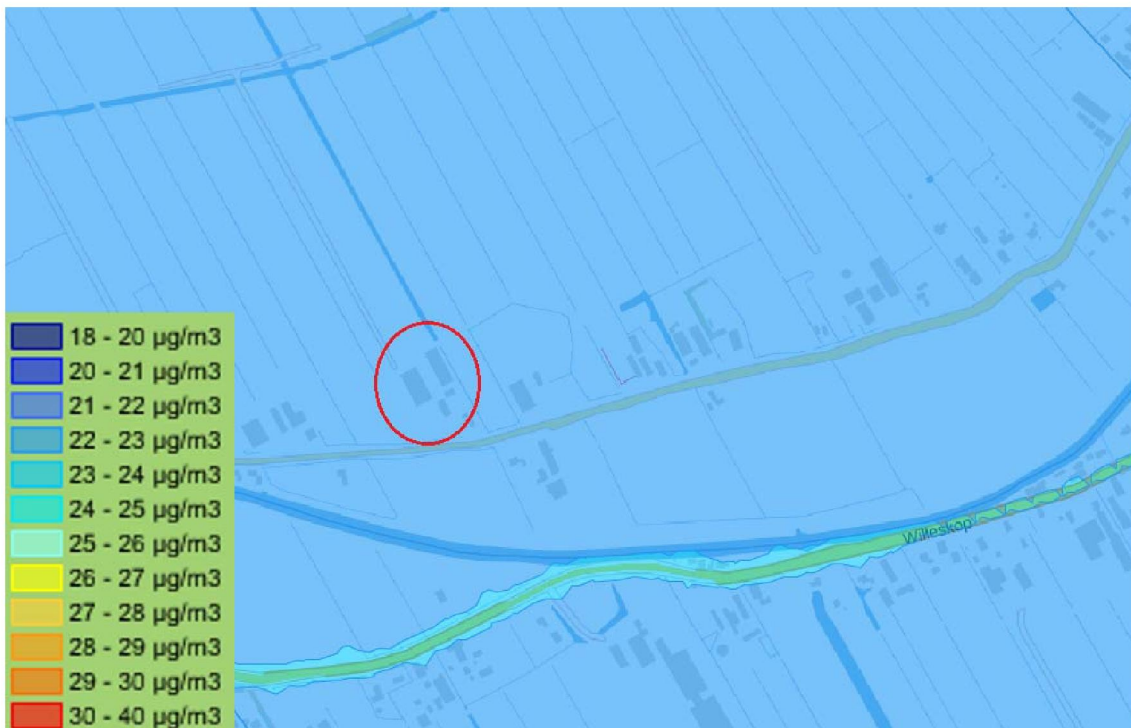 18 - 20 µg/m3
20 - 21 µg/m3
21 - 22 µg/m3
22 - 23 µg/m3
23 - 24 µg/m3
24 - 25 µg/m3
25 - 26 µg/m3
26 - 27 µg/m3
27 - 28 µg/m3
28 - 29 µg/m3
29 - 30 µg/m3
30 - 40 µg/m3
Willeskop